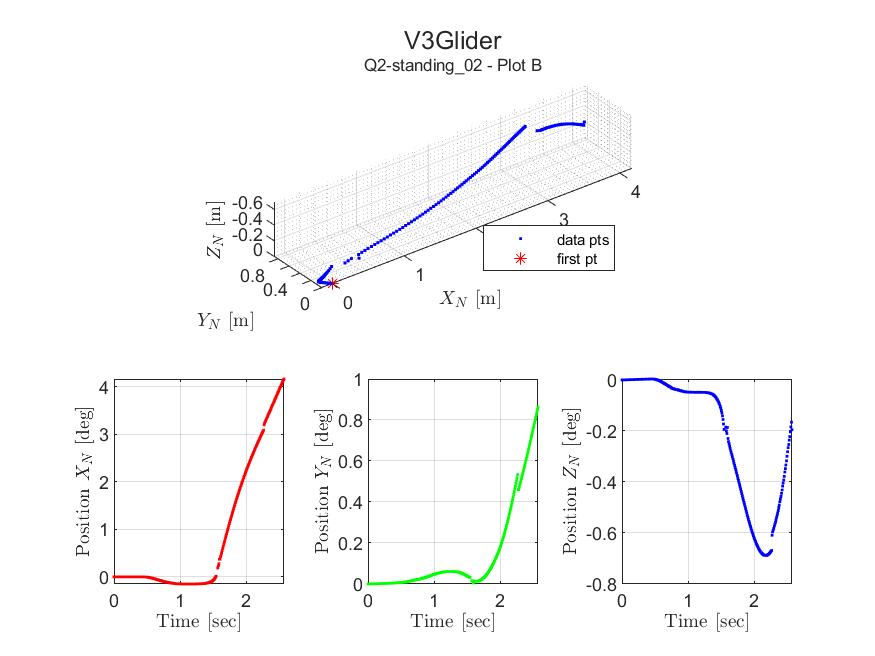 V3Glider
Q2-standing_02 - Plot B
-0.6
-0.4
-0.2
0
Z_N [m]
0.8
0.4
0
Y_N [m]
0
1
3
4
X_N [m]
data pts
first pt
4
3
2
1
0
0
1
2
Position X_N [deg]
Time [sec]
1
0.8
0.6
0.4
0.2
0
0
1
2
Position Y_N [deg]
Time [sec]
0
-0.2
-0.4
-0.6
-0.8
0
1
2
Position Z_N [deg]
Time [sec]